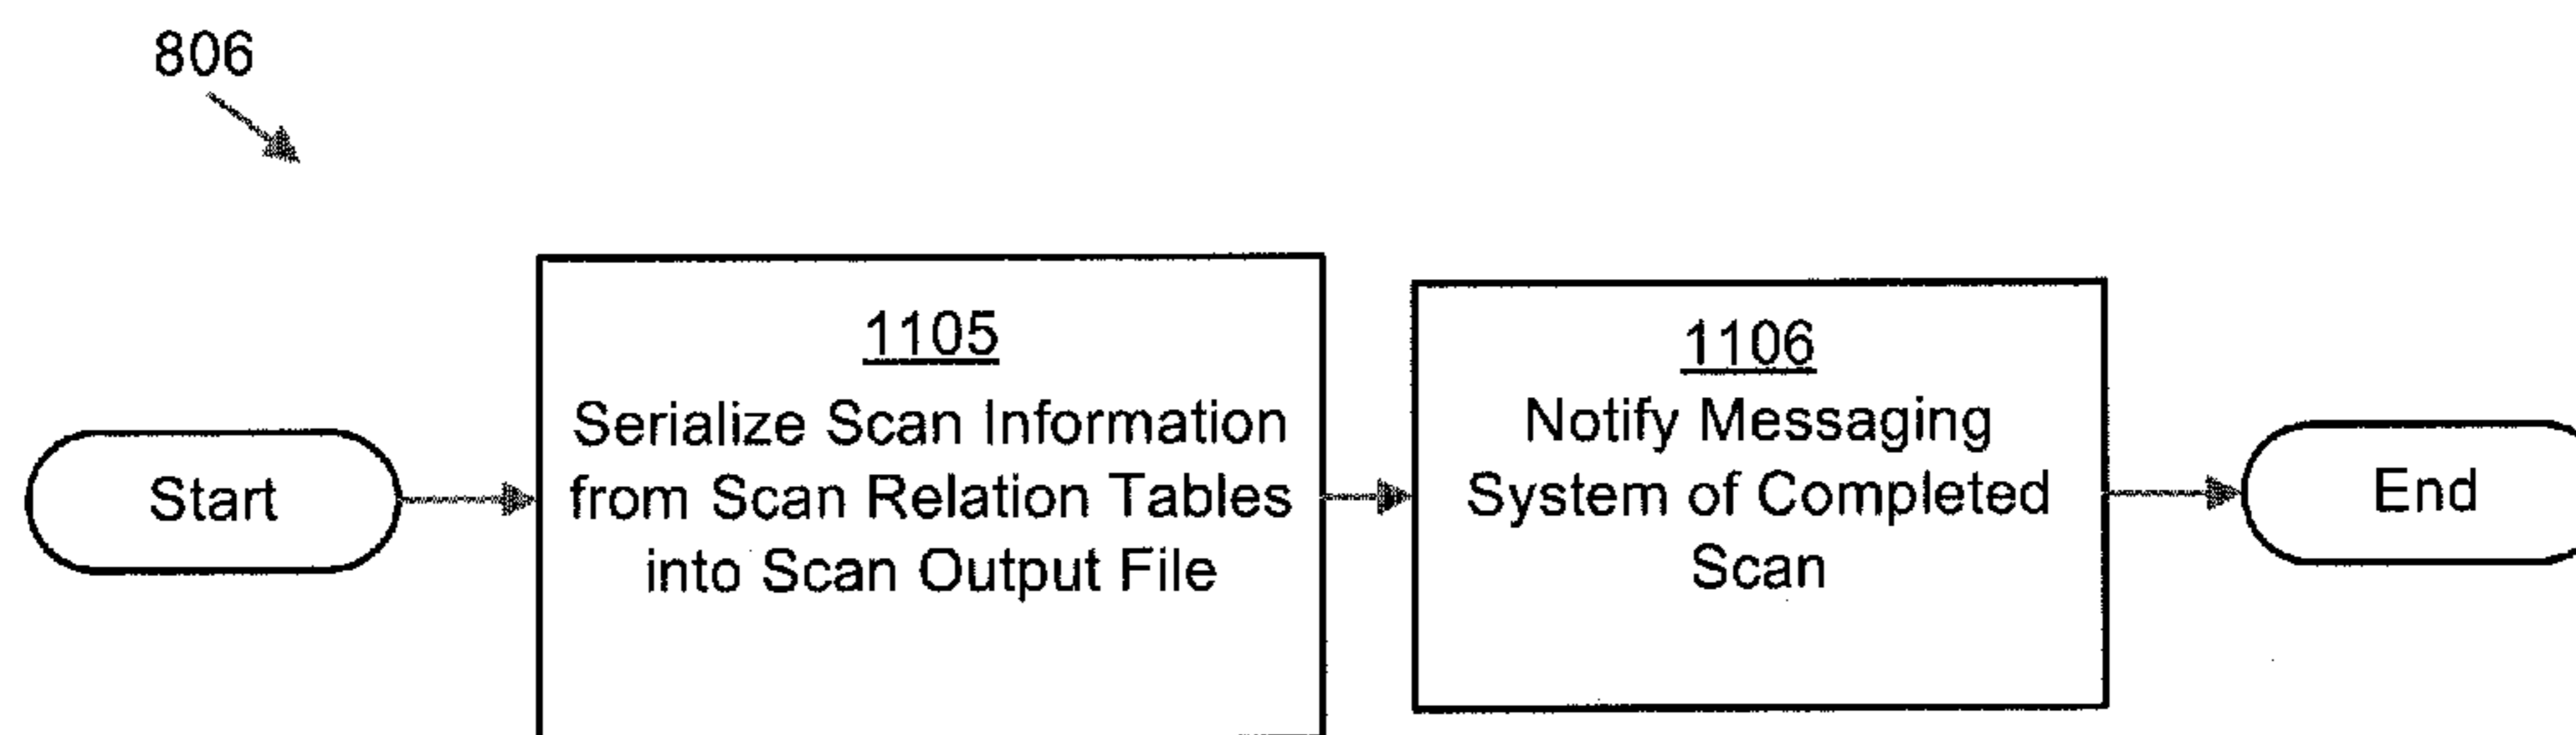 806
Start
1105
Serialize Scan Information
from Scan Relation Tables
into Scan Output File
1106
Notify Messaging
System of Completed
Scan
End